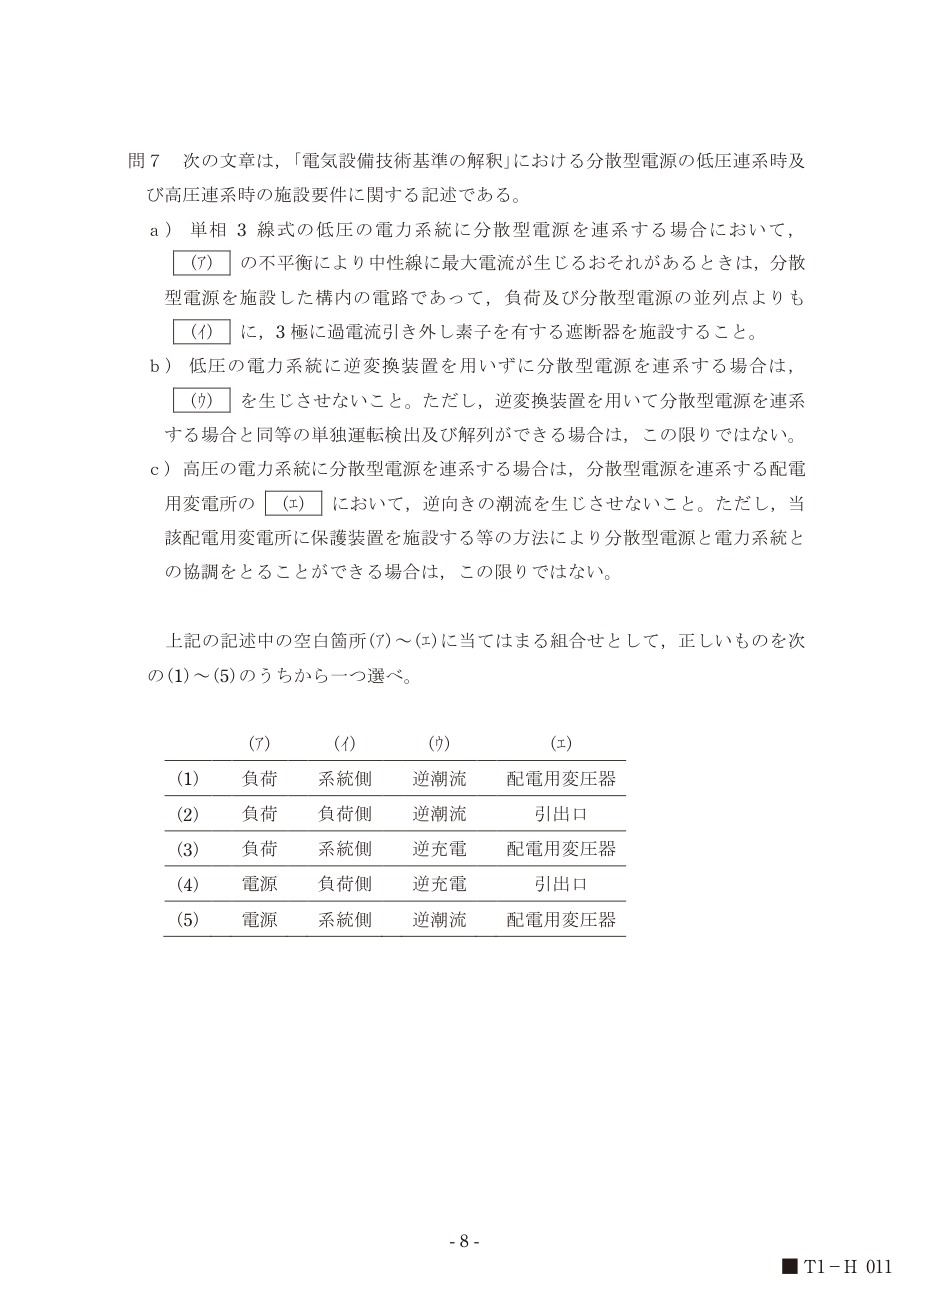 問７　次の文章は，「電気設備技術基準の解釈」における分散型電源の低圧連系時及
び高圧連系時の施設要件に関する記述である。
ａ） 単相 3 線式の低圧の電力系統に分散型電源を連系する場合において，
(ア) の不平衡により中性線に最大電流が生じるおそれがあるときは，分散
型電源を施設した構内の電路であって，負荷及び分散型電源の並列点よりも
(イ) に，3 極に過電流引き外し素子を有する遮断器を施設すること。
ｂ） 低圧の電力系統に逆変換装置を用いずに分散型電源を連系する場合は，
(ウ) を生じさせないこと。ただし，逆変換装置を用いて分散型電源を連系
する場合と同等の単独運転検出及び解列ができる場合は，この限りではない。
ｃ）高圧の電力系統に分散型電源を連系する場合は，分散型電源を連系する配電
用変電所の (エ) において，逆向きの潮流を生じさせないこと。ただし，当
該配電用変電所に保護装置を施設する等の方法により分散型電源と電力系統と
の協調をとることができる場合は，この限りではない。
上記の記述中の空白箇所(ア)～(エ)に当てはまる組合せとして，正しいものを次
の(1)～(5)のうちから一つ選べ。
(ア) (イ) (ウ) (エ)
(1) 負荷 系統側 逆潮流 配電用変圧器
(2) 負荷 負荷側 逆潮流 引出口
(3) 負荷 系統側 逆充電 配電用変圧器
(4) 電源 負荷側 逆充電 引出口
(5) 電源 系統側 逆潮流 配電用変圧器
- 8 -
■ T1－H 011